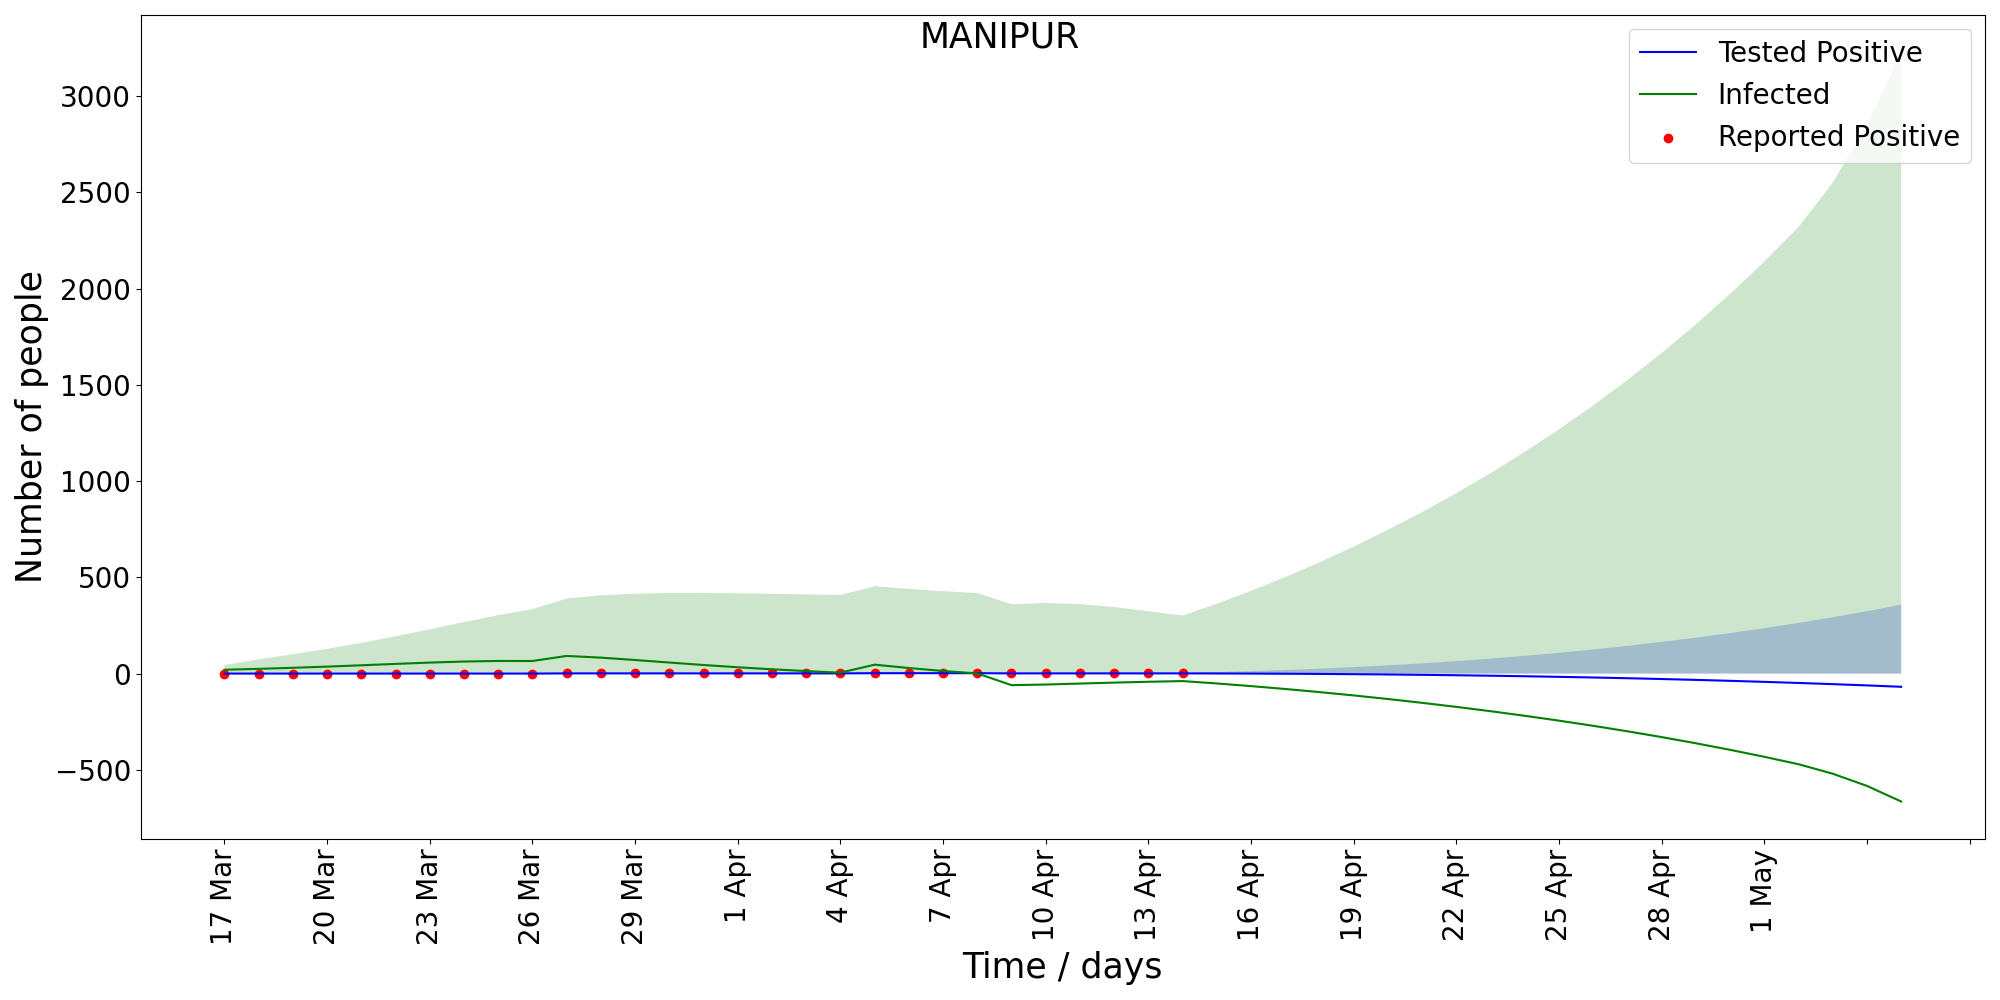 MANIPUR
Tested Positive
Infected
Reported Positive
Number of people
3000
2500
2000
1500
1000
500
0
−500
17 Mar
20 Mar
23 Mar
26 Mar
29 Mar
1 Apr
4 Apr
7 Apr
10 Apr
13 Apr
16 Apr
19 Apr
22 Apr
25 Apr
28 Apr
1 May
Time / days